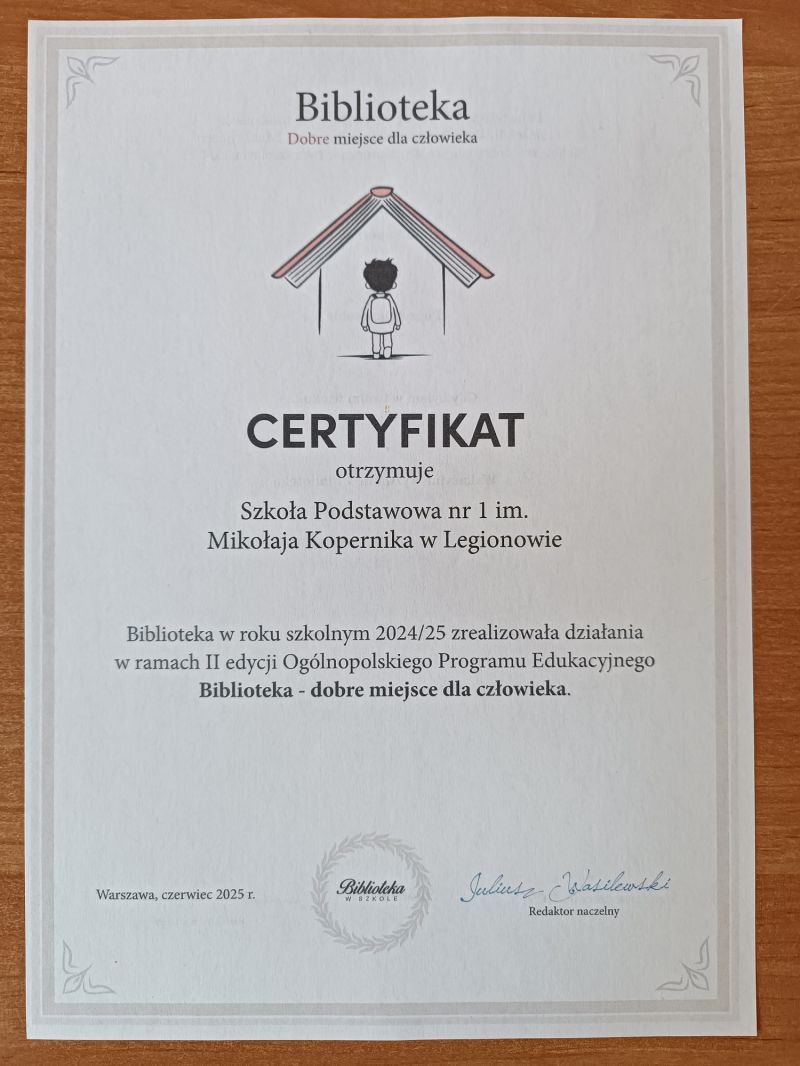 Biblioteka
Dobre miejsce dla człowieka
CERTYFIKAT
otrzymuje
Szkoła Podstawowa nr 1 im.
Mikołaja Kopernika w Legionowie
Biblioteka w roku szkolnym 2024/25 zrealizowała działania
w ramach II edycji Ogólnopolskiego Programu Edukacyjnego
Biblioteka - dobre miejsce dla człowieka.
Warszawa, czerwiec 2025 r.
Biblioteka
W SZKOLE
Juliusz Wasilewski
Redaktor naczelny